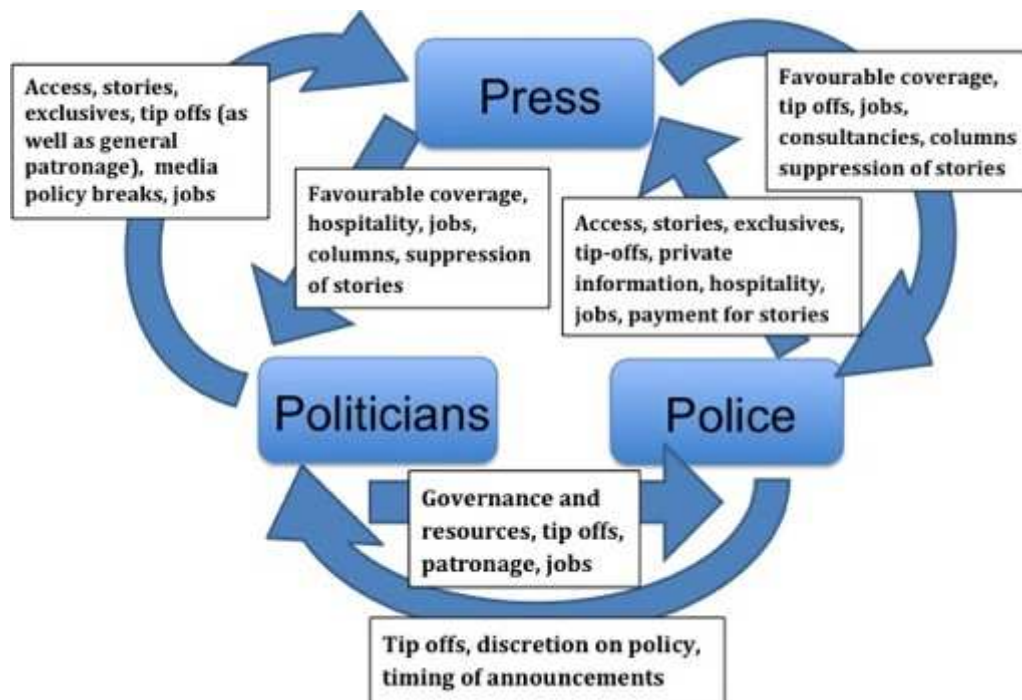 Press
Access, stories,
exclusives, tip offs (as
well as general
patronage), media
policy breaks, jobs
Favourable coverage,
tip offs, jobs,
consultancies, columns
suppression of stories
Favourable coverage,
hospitality, jobs,
columns, suppression
of stories
Access, stories, exclusives,
tip-offs, private
information, hospitality,
jobs, payment for stories
Politicians
Police
Governance and
resources, tip offs,
patronage, jobs
Tip offs, discretion on policy,
timing of announcements